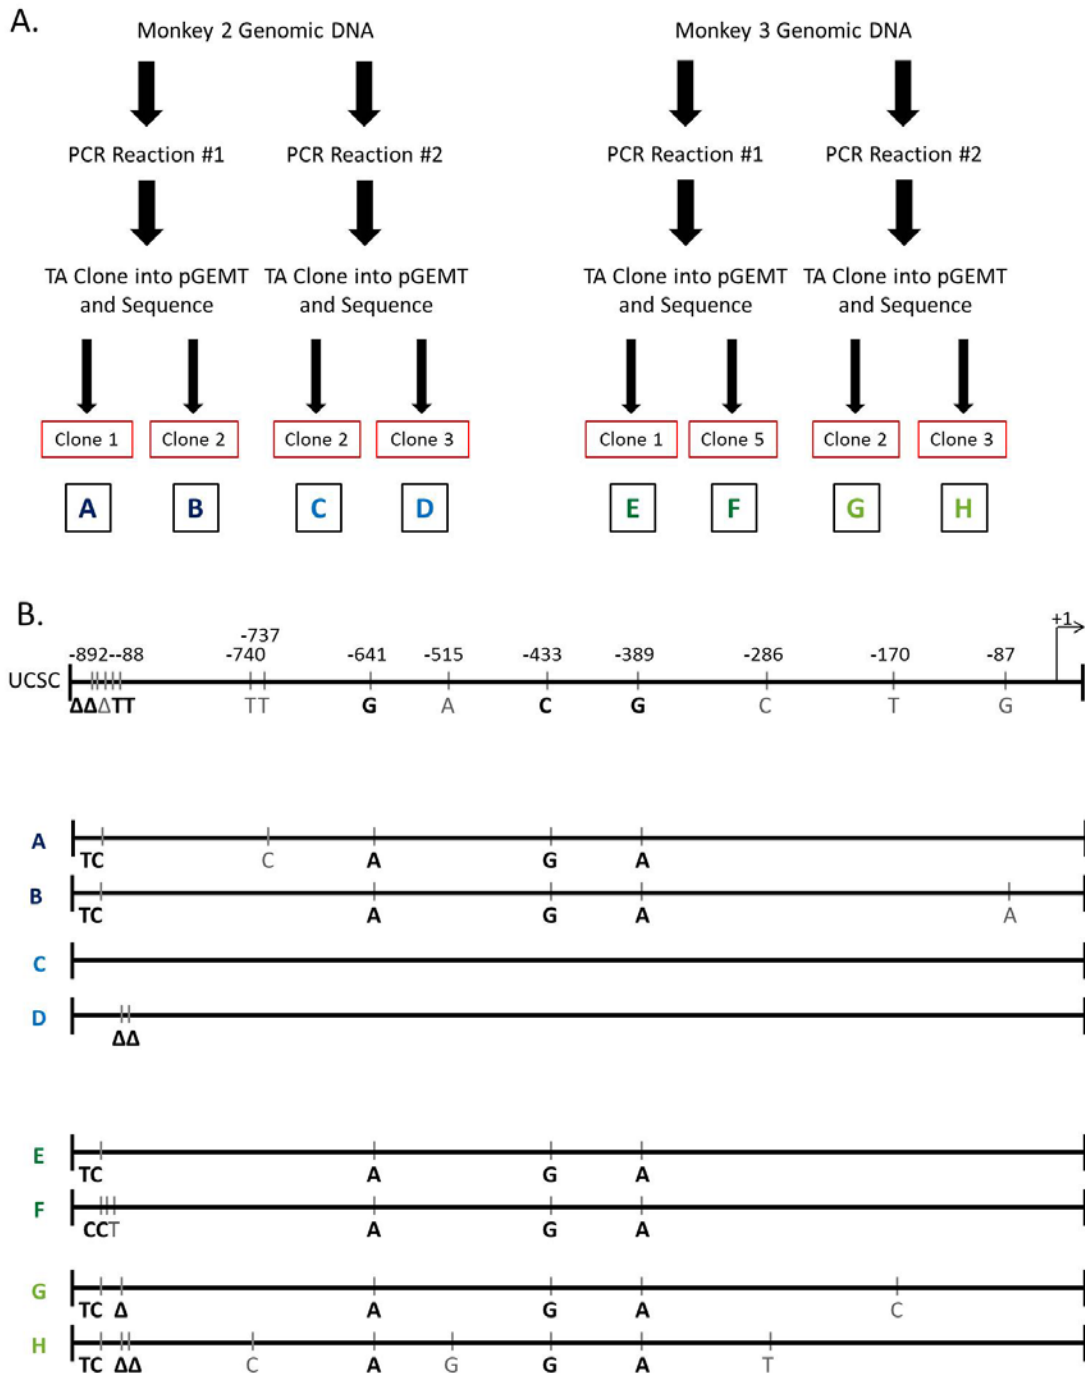 A.
Monkey 2 Genomic DNA Monkey 3 Genomic DNA
PCR Reaction #1 PCR Reaction #2 PCR Reaction #1 PCR Reaction #2
TA Clone into pGEMT TA Clone into pGEMT TA Clone into pGEMT TA Clone into pGEMT
and Sequence and Sequence and Sequence and Sequence
Clone 1 Clone 2 Clone 2 Clone 3 Clone 1 Clone 5 Clone 2 Clone 3
A B C D E F G H
B.
-737 +1
-892--88 -740 -641 -515 -433 -389 -286 -170 -87
UCSC
ΔΔΔTT TT G A C G C T G
A
TC C A G A
B
TC A G A A
C
D
ΔΔ
E
TC A G A
F
CCT A G A
G
TC Δ A G A C
H
TC ΔΔ C A G G A T